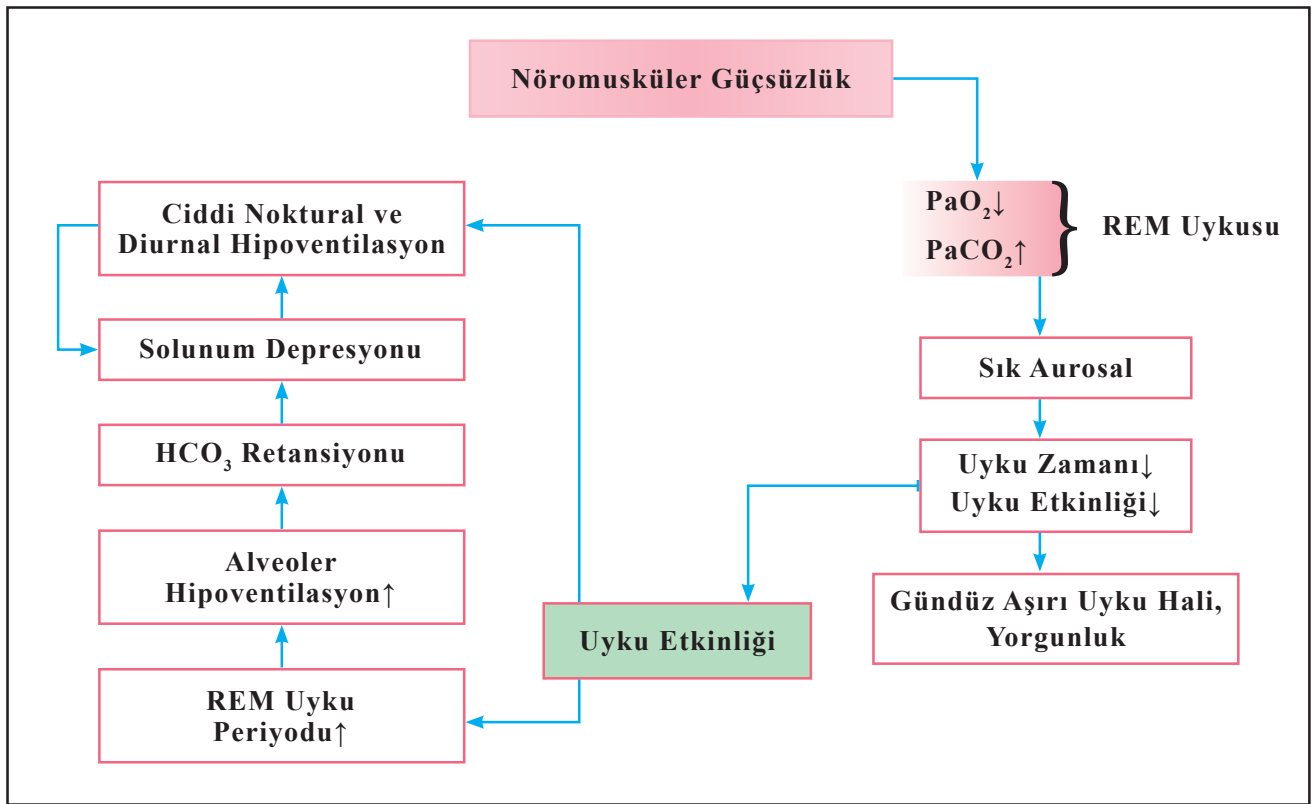 Nöromusküler Güçsüzlük
PaO₂↓
PaCO₂↑
REM Uykusu
Sık Aurosal
Uyku Zamanı↓
Uyku Etkinliği↓
Gündüz Aşırı Uyku Hali,
Yorgunluk
Uyku Etkinliği
Ciddi Noktural ve
Diurnal Hipoventilasyon
Solunum Depresyonu
HCO₃ Retansiyonu
Alveoler
Hipoventilasyon↑
REM Uyku
Periyodu↑